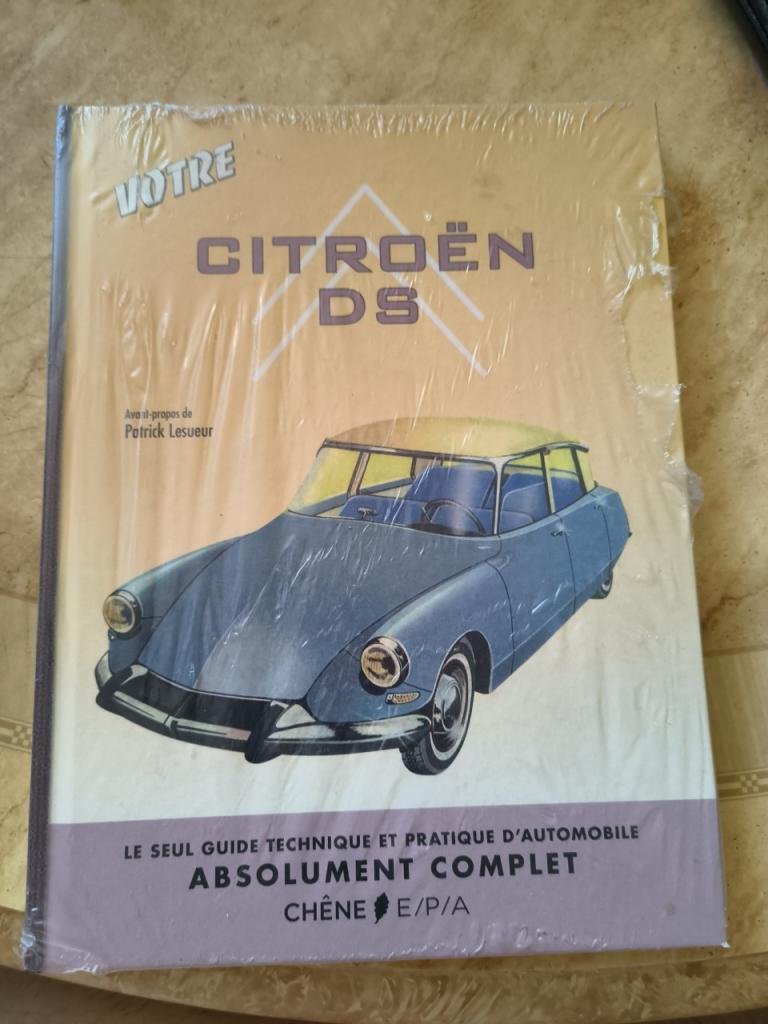 VOTRE
CITROËN
DS
Avant-propos de
Patrick Lesueur
LE SEUL GUIDE TECHNIQUE ET PRATIQUE D'AUTOMOBILE
ABSOLUMENT COMPLET
CHÊNE E/P/A